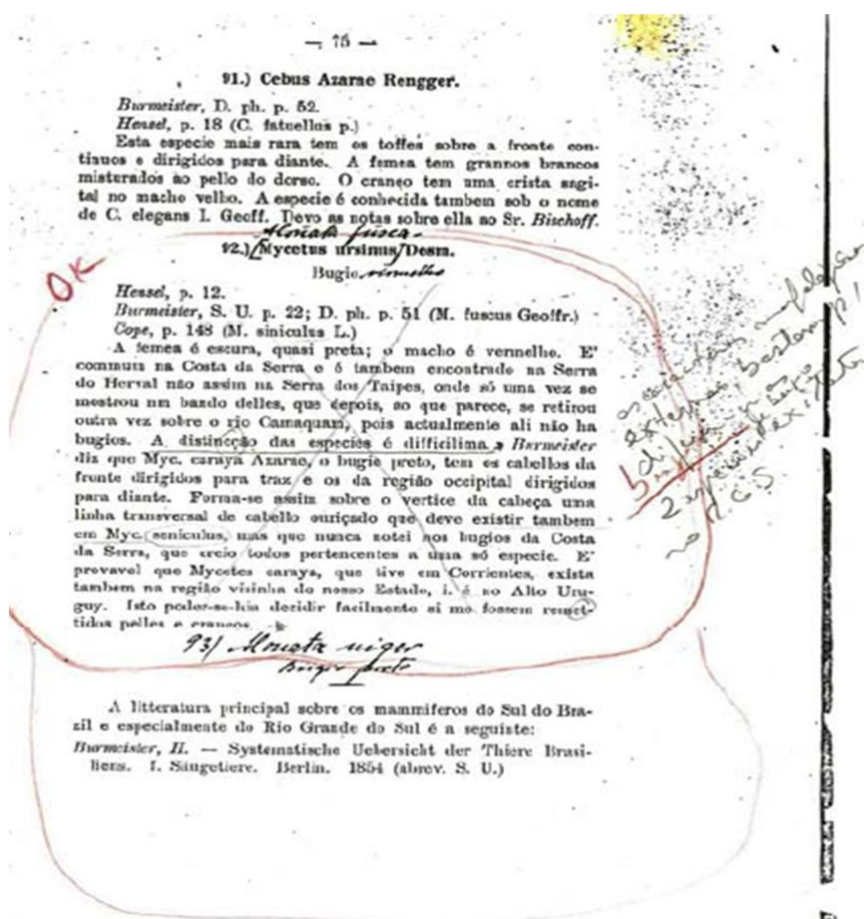 — 75 —
91.) Cebus Azarae Rengger.
Burmeister, D. ph. p. 52.
Hensel, p. 18 (C. fatuellus p.)
Esta especie mais rara tem os toffes sobre a fronte con-
tinuos e dirigidos para diante. A femea tem grannos brancos
misturados ao pello do dorso. O craneo tem uma crista sagi-
tal no macho velho. A especie é conhecida tambem sob o nome
de C. elegans I. Geoff. Devo as notas sobre ella ao Sr. Bischoff.
Alouata fusca
92.) Mycetus ursinus Desm.
Bugio vermelho
OK
Hensel, p. 12.
Burmeister, S. U. p. 22; D. ph. p. 51 (M. fuscus Geoffr.)
Cope, p. 148 (M. siniculus L.)
A femea é escura, quasi preta; o macho é vermelho. E'
commum na Costa da Serra e é tambem encontrado na Serra
do Herval não assim na Serra dos Taipes, onde só uma vez se
mostrou um bando delles, que depois, ao que parece, se retirou
outra vez sobre o rio Camaquam, pois actualmente ali não ha
bugios. A distincção das especies é difficilima. Burmeister
diz que Myc. caraya Azarae, o bugio preto, tem os cabellos da
fronte dirigidos para traz e os da região occipital dirigidos
para diante. Forma-se assim sobre o vertice da cabeça uma
linha transversal de cabello ouriçado que deve existir tambem
em Myc. seniculus, mas que nunca notei nos bugios da Costa
da Serra, que creio todos pertencentes a uma só especie. E'
provavel que Mycetes caraya, que tive em Corrientes, exista
tambem na região visinha do nosso Estado, i. é no Alto Uru-
guy. Isto poder-se-hia decidir facilmente si me fossem remet-
tidos pelles e craneos.
externas bastam p/
2
no RGS
93) Alouata niger
Bugio preto
A litteratura principal sobre os mammiferos do Sul do Bra-
zil e especialmente do Rio Grande do Sul é a seguinte:
Burmeister, H. — Systematische Uebersicht der Thiere Brasi-
liens. I. Säugetiere. Berlin. 1854 (abrev. S. U.)